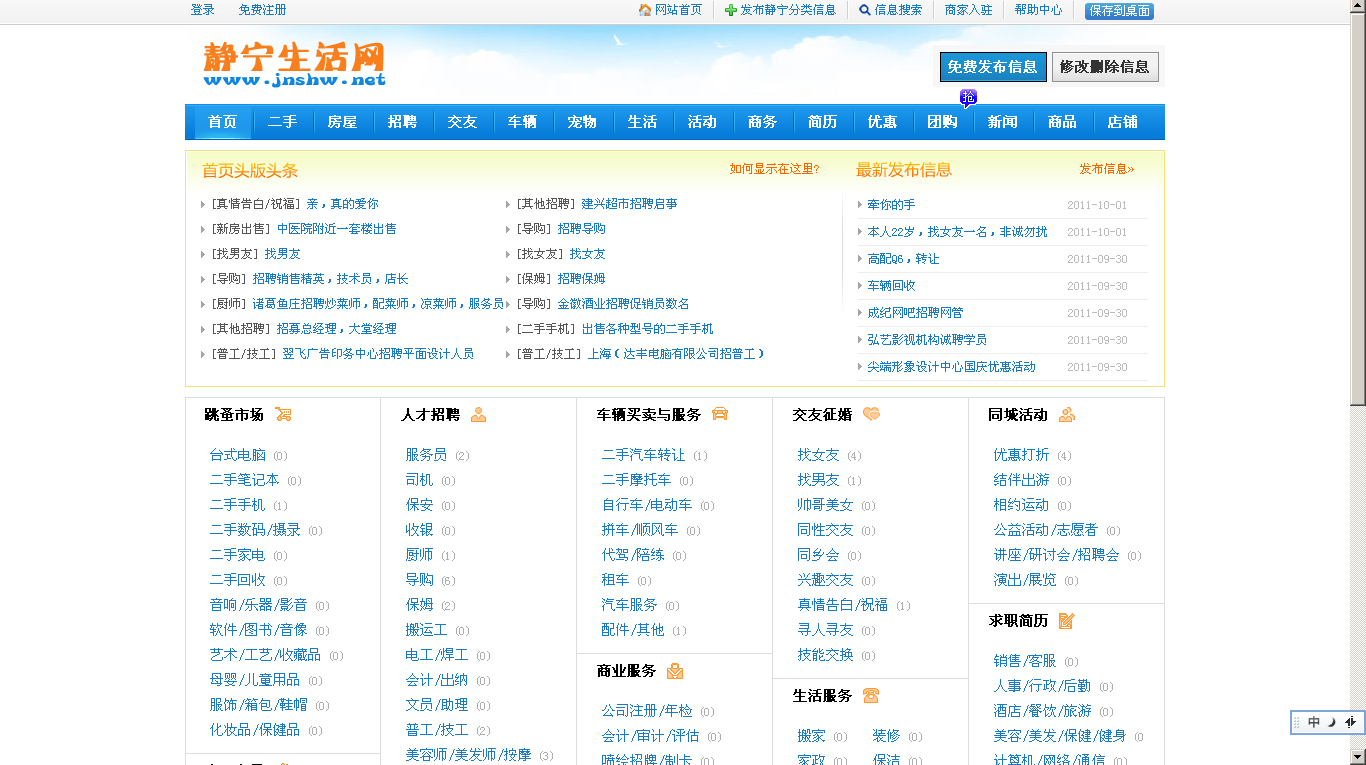 登录 免费注册 网站首页 发布静宁分类信息 信息搜索 商家入驻 帮助中心 保存到桌面
静宁生活网
www.jnshw.net
免费发布信息 修改删除信息
抢
首页 二手 房屋 招聘 交友 车辆 宠物 生活 活动 商务 简历 优惠 团购 新闻 商品 店铺
首页头版头条 如何显示在这里? 最新发布信息 发布信息»
[真情告白/祝福] 亲，真的爱你 [其他招聘] 建兴超市招聘启事 牵你的手 2011-10-01
[新房出售] 中医院附近一套楼出售 [导购] 招聘导购 本人22岁，找女友一名，非诚勿扰 2011-10-01
[找男友] 找男友 [找女友] 找女友 高配Q6，转让 2011-09-30
[导购] 招聘销售精英，技术员，店长 [保姆] 招聘保姆 车辆回收 2011-09-30
[厨师] 诸葛鱼庄招聘炒菜师，配菜师，凉菜师，服务员 [导购] 金徽酒业招聘促销员数名 成纪网吧招聘网管 2011-09-30
[其他招聘] 招募总经理，大堂经理 [二手手机] 出售各种型号的二手手机 弘艺影视机构诚聘学员 2011-09-30
[普工/技工] 翌飞广告印务中心招聘平面设计人员 [普工/技工] 上海（达丰电脑有限公司招普工） 尖端形象设计中心国庆优惠活动 2011-09-30
跳蚤市场
台式电脑 (0)
二手笔记本 (0)
二手手机 (1)
二手数码/摄录 (0)
二手家电 (0)
二手回收 (0)
音响/乐器/影音 (0)
软件/图书/音像 (0)
艺术/工艺/收藏品 (0)
母婴/儿童用品 (0)
服饰/箱包/鞋帽 (0)
化妆品/保健品 (0)
人才招聘
服务员 (2)
司机 (0)
保安 (0)
收银 (0)
厨师 (1)
导购 (6)
保姆 (2)
搬运工 (0)
电工/焊工 (0)
会计/出纳 (0)
文员/助理 (0)
普工/技工 (2)
美容师/美发师/按摩 (3)
车辆买卖与服务
二手汽车转让 (1)
二手摩托车 (0)
自行车/电动车 (0)
拼车/顺风车 (0)
代驾/陪练 (0)
租车 (0)
汽车服务 (0)
配件/其他 (1)
商业服务
公司注册/年检 (0)
会计/审计/评估 (0)
喷绘招牌/制卡 (0)
交友征婚
找女友 (4)
找男友 (1)
帅哥美女 (0)
同性交友 (0)
同乡会 (0)
兴趣交友 (0)
真情告白/祝福 (1)
寻人寻友 (0)
技能交换 (0)
生活服务
搬家 (0) 装修 (0)
家政 (0) 保洁 (0)
同城活动
优惠打折 (4)
结伴出游 (0)
相约运动 (0)
公益活动/志愿者 (0)
讲座/研讨会/招聘会 (0)
演出/展览 (0)
求职简历
销售/客服 (0)
人事/行政/后勤 (0)
酒店/餐饮/旅游 (0)
美容/美发/保健/健身 (0
计算机/网络/通信 (0)
中